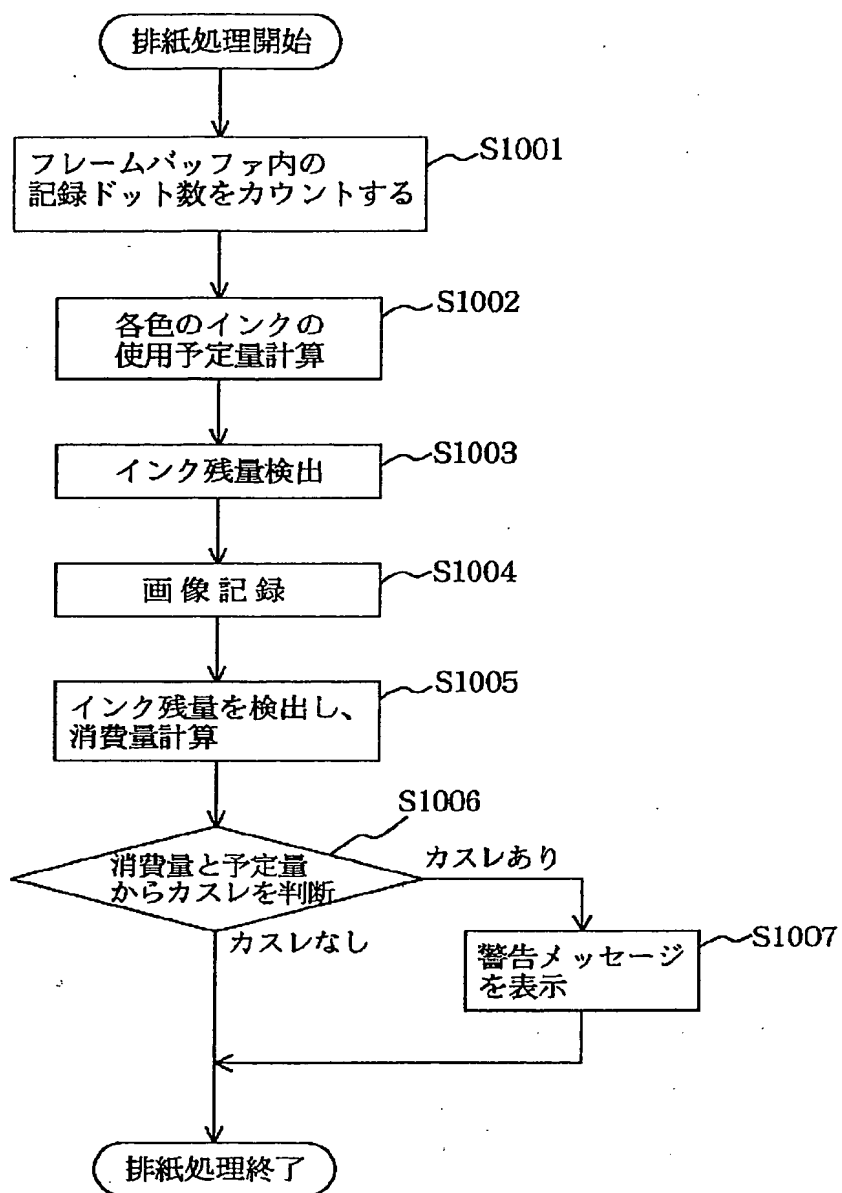 排紙処理開始
フレームバッファ内の
記録ドット数をカウントする
S1001
各色のインクの
使用予定量計算
S1002
インク残量検出
S1003
画像記録
S1004
インク残量を検出し、
消費量計算
S1005
消費量と予定量
からカスレを判断
S1006
カスレあり
カスレなし
警告メッセージ
を表示
S1007
排紙処理終了